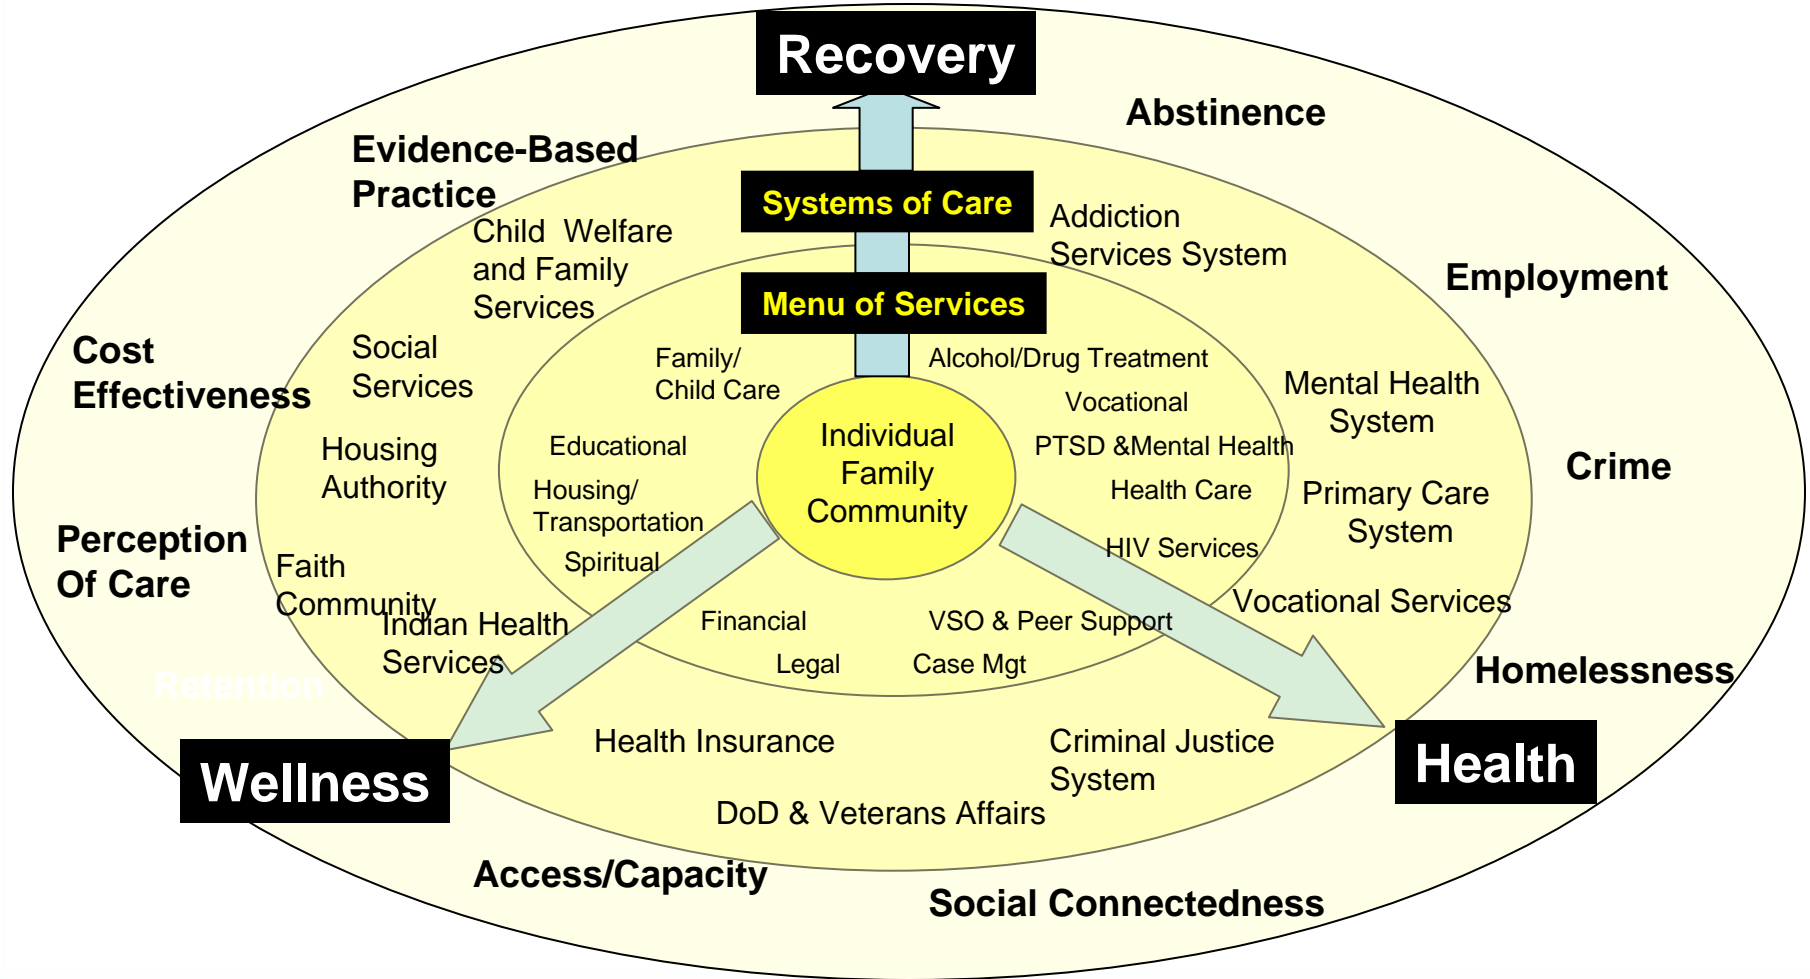 Recovery
Abstinence
Evidence-Based
Practice
Systems of Care
Addiction
Services System
Child  Welfare
and Family
Services
Employment
Menu of Services
Cost
Effectiveness
Social
Services
Family/
Child Care
Alcohol/Drug Treatment
Vocational
Mental Health
System
Individual
Family
Community
Educational
PTSD &Mental Health
Housing
Authority
Crime
Housing/
Transportation
Health Care
Primary Care
System
Perception
Of Care
Spiritual
HIV Services
Faith
Community
Indian Health
Services
Financial
VSO & Peer Support
Vocational Services
Legal
Case Mgt
Homelessness
Retention
Wellness
Health Insurance
Criminal Justice
System
Health
DoD & Veterans Affairs
Access/Capacity
Social Connectedness